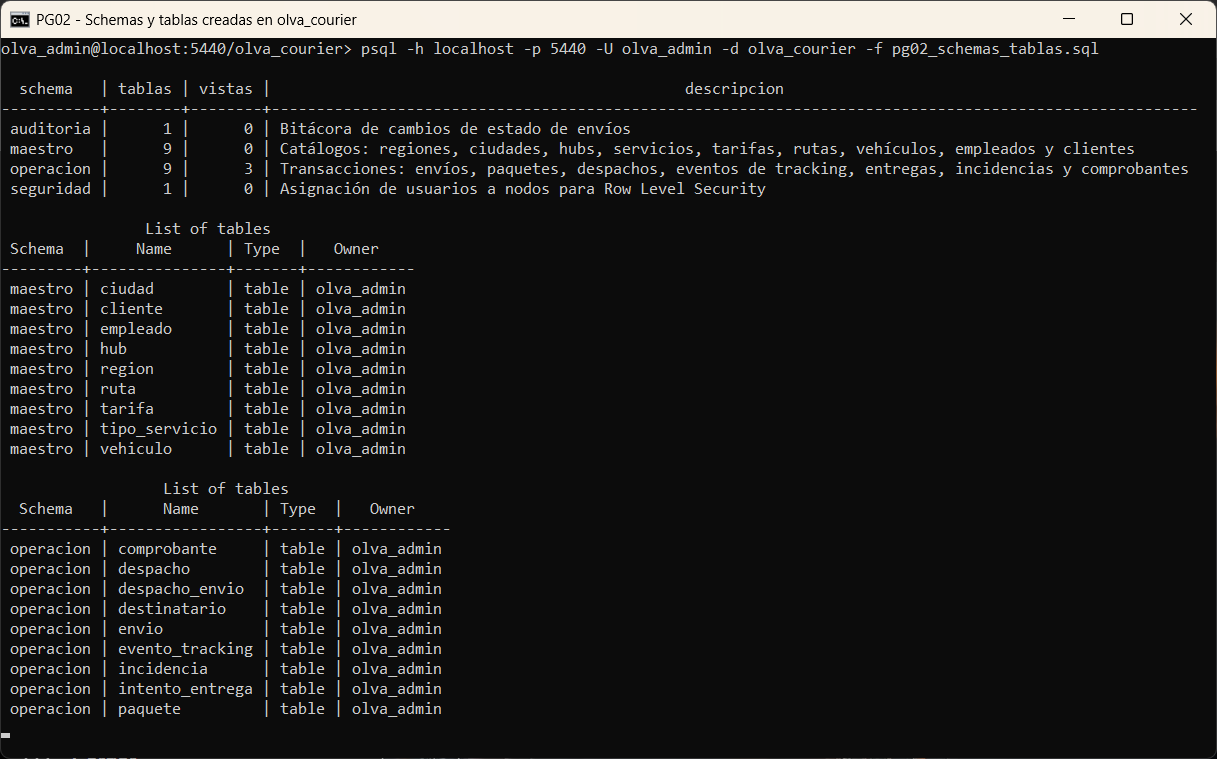 PG02 - Schemas y tablas creadas en olva_courier
olva_admin@localhost:5440/olva_courier> psql -h localhost -p 5440 -U olva_admin -d olva_courier -f pg02_schemas_tablas.sql
schema | tablas | vistas | descripcion
-----------+--------+--------+-------------------------------------------------------------------------------------------------------
auditoria | 1 | 0 | Bitácora de cambios de estado de envíos
maestro | 9 | 0 | Catálogos: regiones, ciudades, hubs, servicios, tarifas, rutas, vehículos, empleados y clientes
operacion | 9 | 3 | Transacciones: envíos, paquetes, despachos, eventos de tracking, entregas, incidencias y comprobantes
seguridad | 1 | 0 | Asignación de usuarios a nodos para Row Level Security
List of tables
Schema | Name | Type | Owner
---------+---------------+-------+------------
maestro | ciudad | table | olva_admin
maestro | cliente | table | olva_admin
maestro | empleado | table | olva_admin
maestro | hub | table | olva_admin
maestro | region | table | olva_admin
maestro | ruta | table | olva_admin
maestro | tarifa | table | olva_admin
maestro | tipo_servicio | table | olva_admin
maestro | vehiculo | table | olva_admin
List of tables
Schema | Name | Type | Owner
-----------+-----------------+-------+------------
operacion | comprobante | table | olva_admin
operacion | despacho | table | olva_admin
operacion | despacho_envio | table | olva_admin
operacion | destinatario | table | olva_admin
operacion | envio | table | olva_admin
operacion | evento_tracking | table | olva_admin
operacion | incidencia | table | olva_admin
operacion | intento_entrega | table | olva_admin
operacion | paquete | table | olva_admin